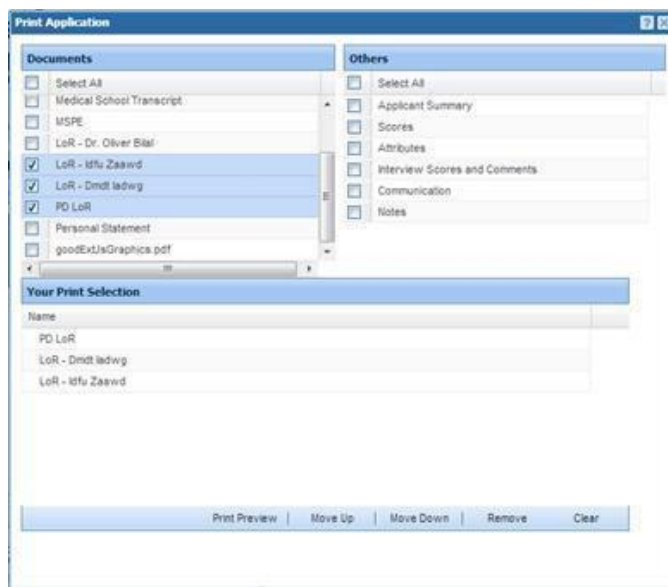 Print Application
Documents
Select All
Medical School Transcript
MSPE
LoR - Dr. Oliver Bilal
LoR - Idfu Zaawd
LoR - Dmdt Iadwg
PD LoR
Personal Statement
goodExtJsGraphics.pdf
Others
Select All
Applicant Summary
Scores
Attributes
Interview Scores and Comments
Communication
Notes
Your Print Selection
Name
PD LoR
LoR - Dmdt Iadwg
LoR - Idfu Zaawd
Print Preview | Move Up | Move Down | Remove Clear